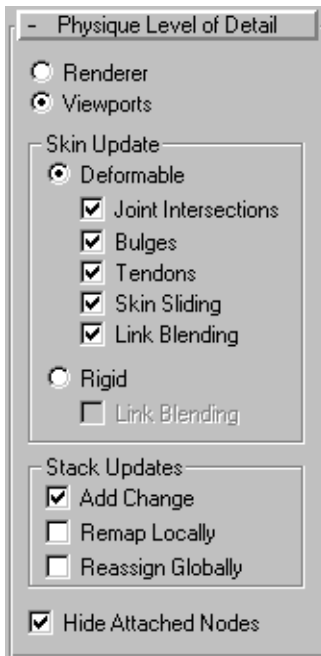 - Physique Level of Detail
Renderer
Viewports
Skin Update
Deformable
Joint Intersections
Bulges
Tendons
Skin Sliding
Link Blending
Rigid
Link Blending
Stack Updates
Add Change
Remap Locally
Reassign Globally
Hide Attached Nodes